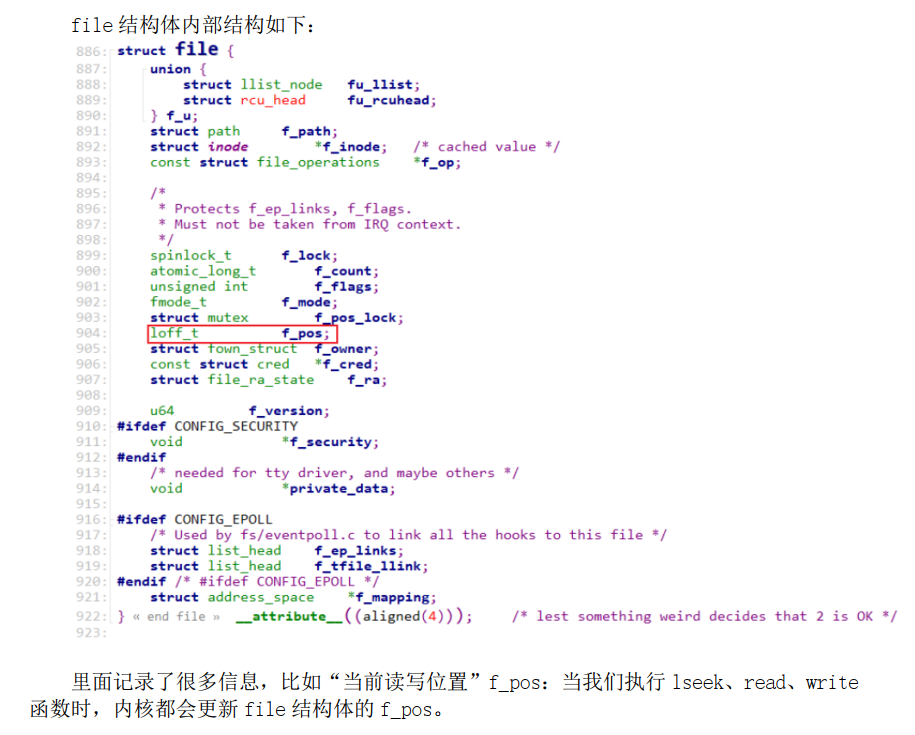 file 结构体内部结构如下：
886: struct file {
887: union {
888: struct llist_node fu_llist;
889: struct rcu_head fu_rcuhead;
890: } f_u;
891: struct path f_path;
892: struct inode *f_inode; /* cached value */
893: const struct file_operations *f_op;
894:
895: /*
896: * Protects f_ep_links, f_flags.
897: * Must not be taken from IRQ context.
898: */
899: spinlock_t f_lock;
900: atomic_long_t f_count;
901: unsigned int f_flags;
902: fmode_t f_mode;
903: struct mutex f_pos_lock;
904: loff_t f_pos;
905: struct fown_struct f_owner;
906: const struct cred *f_cred;
907: struct file_ra_state f_ra;
908:
909: u64 f_version;
910: #ifdef CONFIG_SECURITY
911: void *f_security;
912: #endif
913: /* needed for tty driver, and maybe others */
914: void *private_data;
915:
916: #ifdef CONFIG_EPOLL
917: /* Used by fs/eventpoll.c to link all the hooks to this file */
918: struct list_head f_ep_links;
919: struct list_head f_tfile_llink;
920: #endif /* #ifdef CONFIG_EPOLL */
921: struct address_space *f_mapping;
922: } « end file » __attribute__((aligned(4))); /* lest something weird decides that 2 is OK */
923:
里面记录了很多信息，比如“当前读写位置”f_pos：当我们执行 lseek、read、write
函数时，内核都会更新 file 结构体的 f_pos。